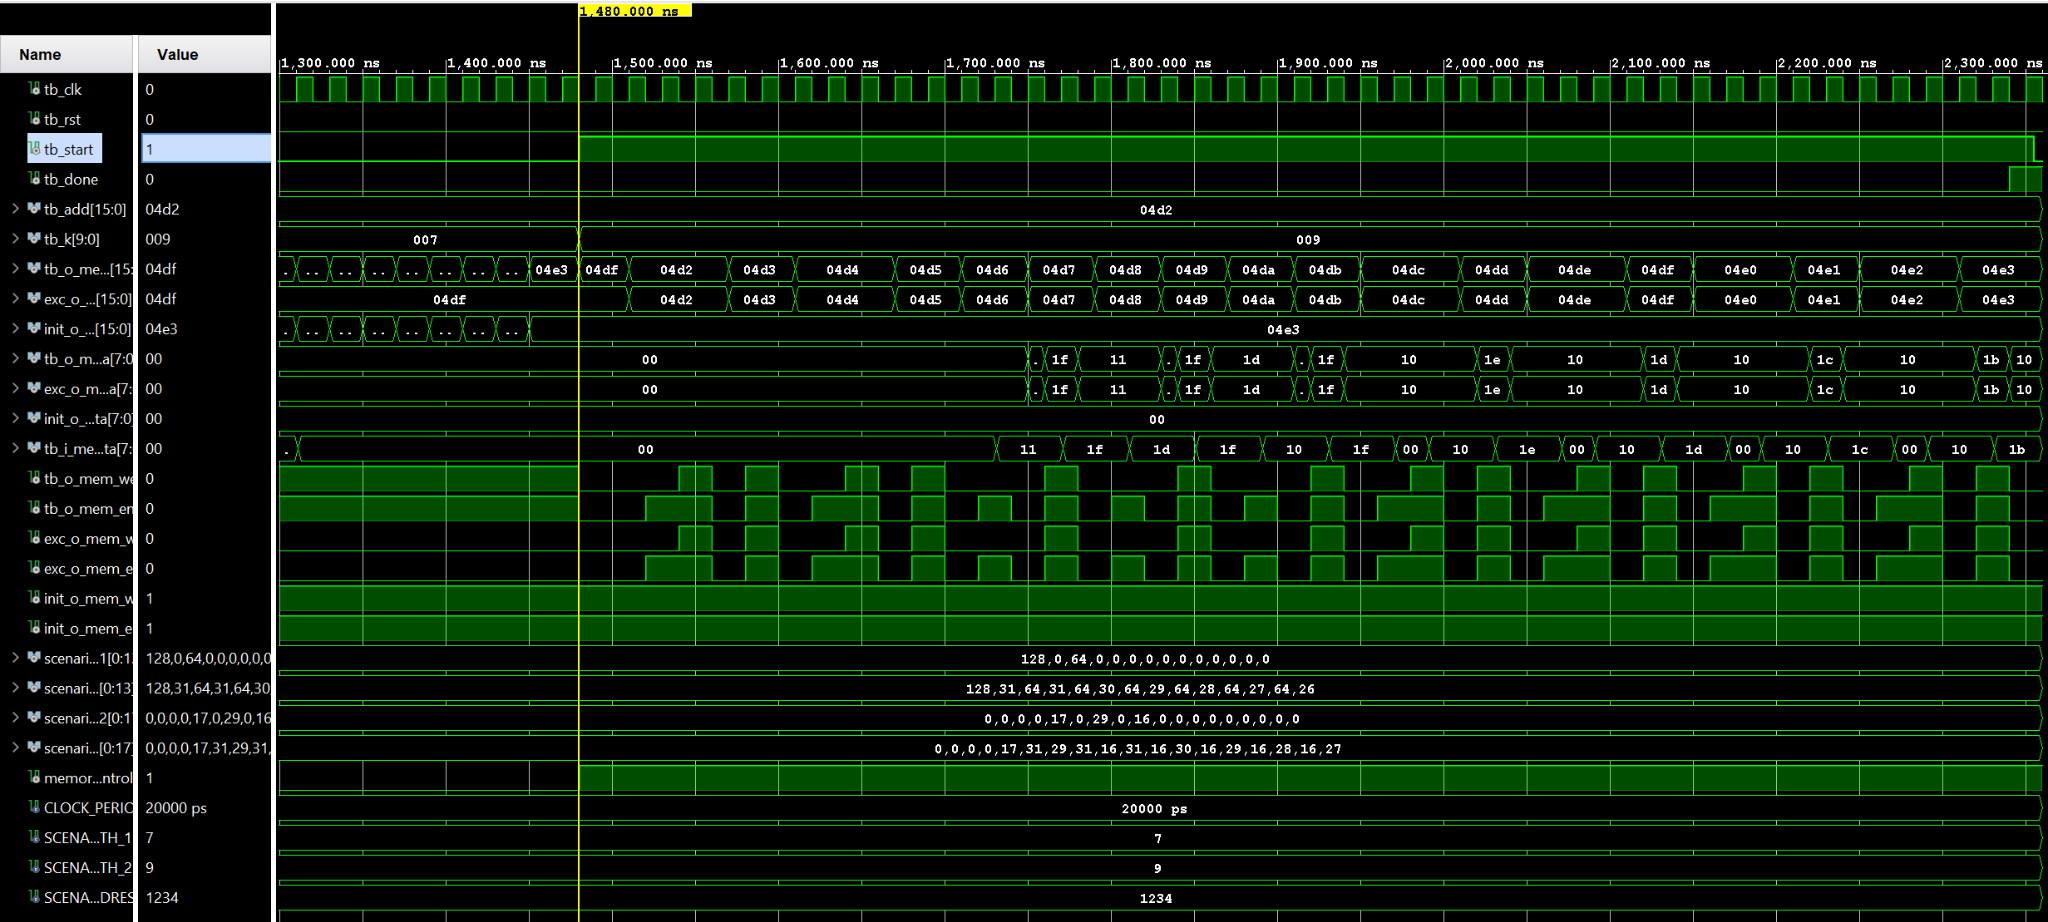 1,480.000 ns
Name Value
1,300.000 ns 1,400.000 ns 1,500.000 ns 1,600.000 ns 1,700.000 ns 1,800.000 ns 1,900.000 ns 2,000.000 ns 2,100.000 ns 2,200.000 ns 2,300.000 ns
tb_clk 0
tb_rst 0
tb_start 1
tb_done 0
tb_add[15:0] 04d2 04d2
tb_k[9:0] 009 007 009
tb_o_me...[15: 04df . .. .. .. .. .. .. .. 04e3 04df 04d2 04d3 04d4 04d5 04d6 04d7 04d8 04d9 04da 04db 04dc 04dd 04de 04df 04e0 04e1 04e2 04e3
exc_o_...[15:0] 04df 04df 04d2 04d3 04d4 04d5 04d6 04d7 04d8 04d9 04da 04db 04dc 04dd 04de 04df 04e0 04e1 04e2 04e3
init_o_...[15:0] 04e3 . .. .. .. .. .. .. .. 04e3
tb_o_m...a[7:0 00 00 . 1f 11 . 1f 1d . 1f 10 1e 10 1d 10 1c 10 1b 10
exc_o_m...a[7: 00 00 . 1f 11 . 1f 1d . 1f 10 1e 10 1d 10 1c 10 1b 10
init_o_...ta[7:0] 00 00
tb_i_me...ta[7: 00 . 00 11 1f 1d 1f 10 1f 00 10 1e 00 10 1d 00 10 1c 00 10 1b
tb_o_mem_we 0
tb_o_mem_en 0
exc_o_mem_w 0
exc_o_mem_e 0
init_o_mem_w 1
init_o_mem_e 1
scenari...1[0:1 128,0,64,0,0,0,0,0,0 128,0,64,0,0,0,0,0,0,0,0,0,0,0
scenari...[0:13] 128,31,64,31,64,30 128,31,64,31,64,30,64,29,64,28,64,27,64,26
scenari...2[0:1 0,0,0,0,17,0,29,0,16 0,0,0,0,17,0,29,0,16,0,0,0,0,0,0,0,0,0
scenari...[0:17] 0,0,0,0,17,31,29,31, 0,0,0,0,17,31,29,31,16,31,16,30,16,29,16,28,16,27
memor...ntrol 1
CLOCK_PERIO 20000 ps 20000 ps
SCENA...TH_1 7 7
SCENA...TH_2 9 9
SCENA...DRES 1234 1234